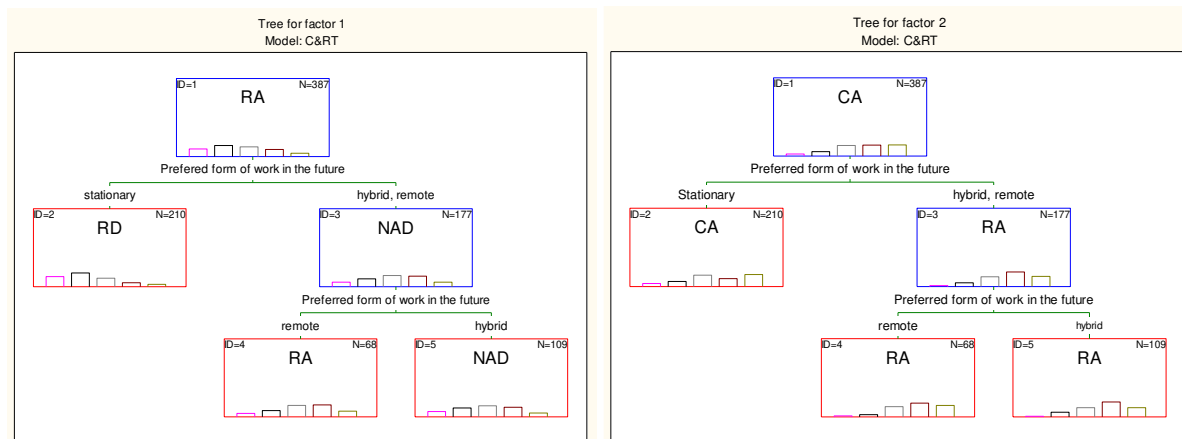 Tree for factor 1
Model: C&RT
ID=1 N=387
RA
Prefered form of work in the future
stationary
hybrid, remote
ID=2 N=210
RD
ID=3 N=177
NAD
Preferred form of work in the future
remote
hybrid
ID=4 N=68
RA
ID=5 N=109
NAD
Tree for factor 2
Model: C&RT
ID=1 N=387
CA
Preferred form of work in the future
Stationary
hybrid, remote
ID=2 N=210
CA
ID=3 N=177
RA
Preferred form of work in the future
remote
hybrid
ID=4 N=68
RA
ID=5 N=109
RA